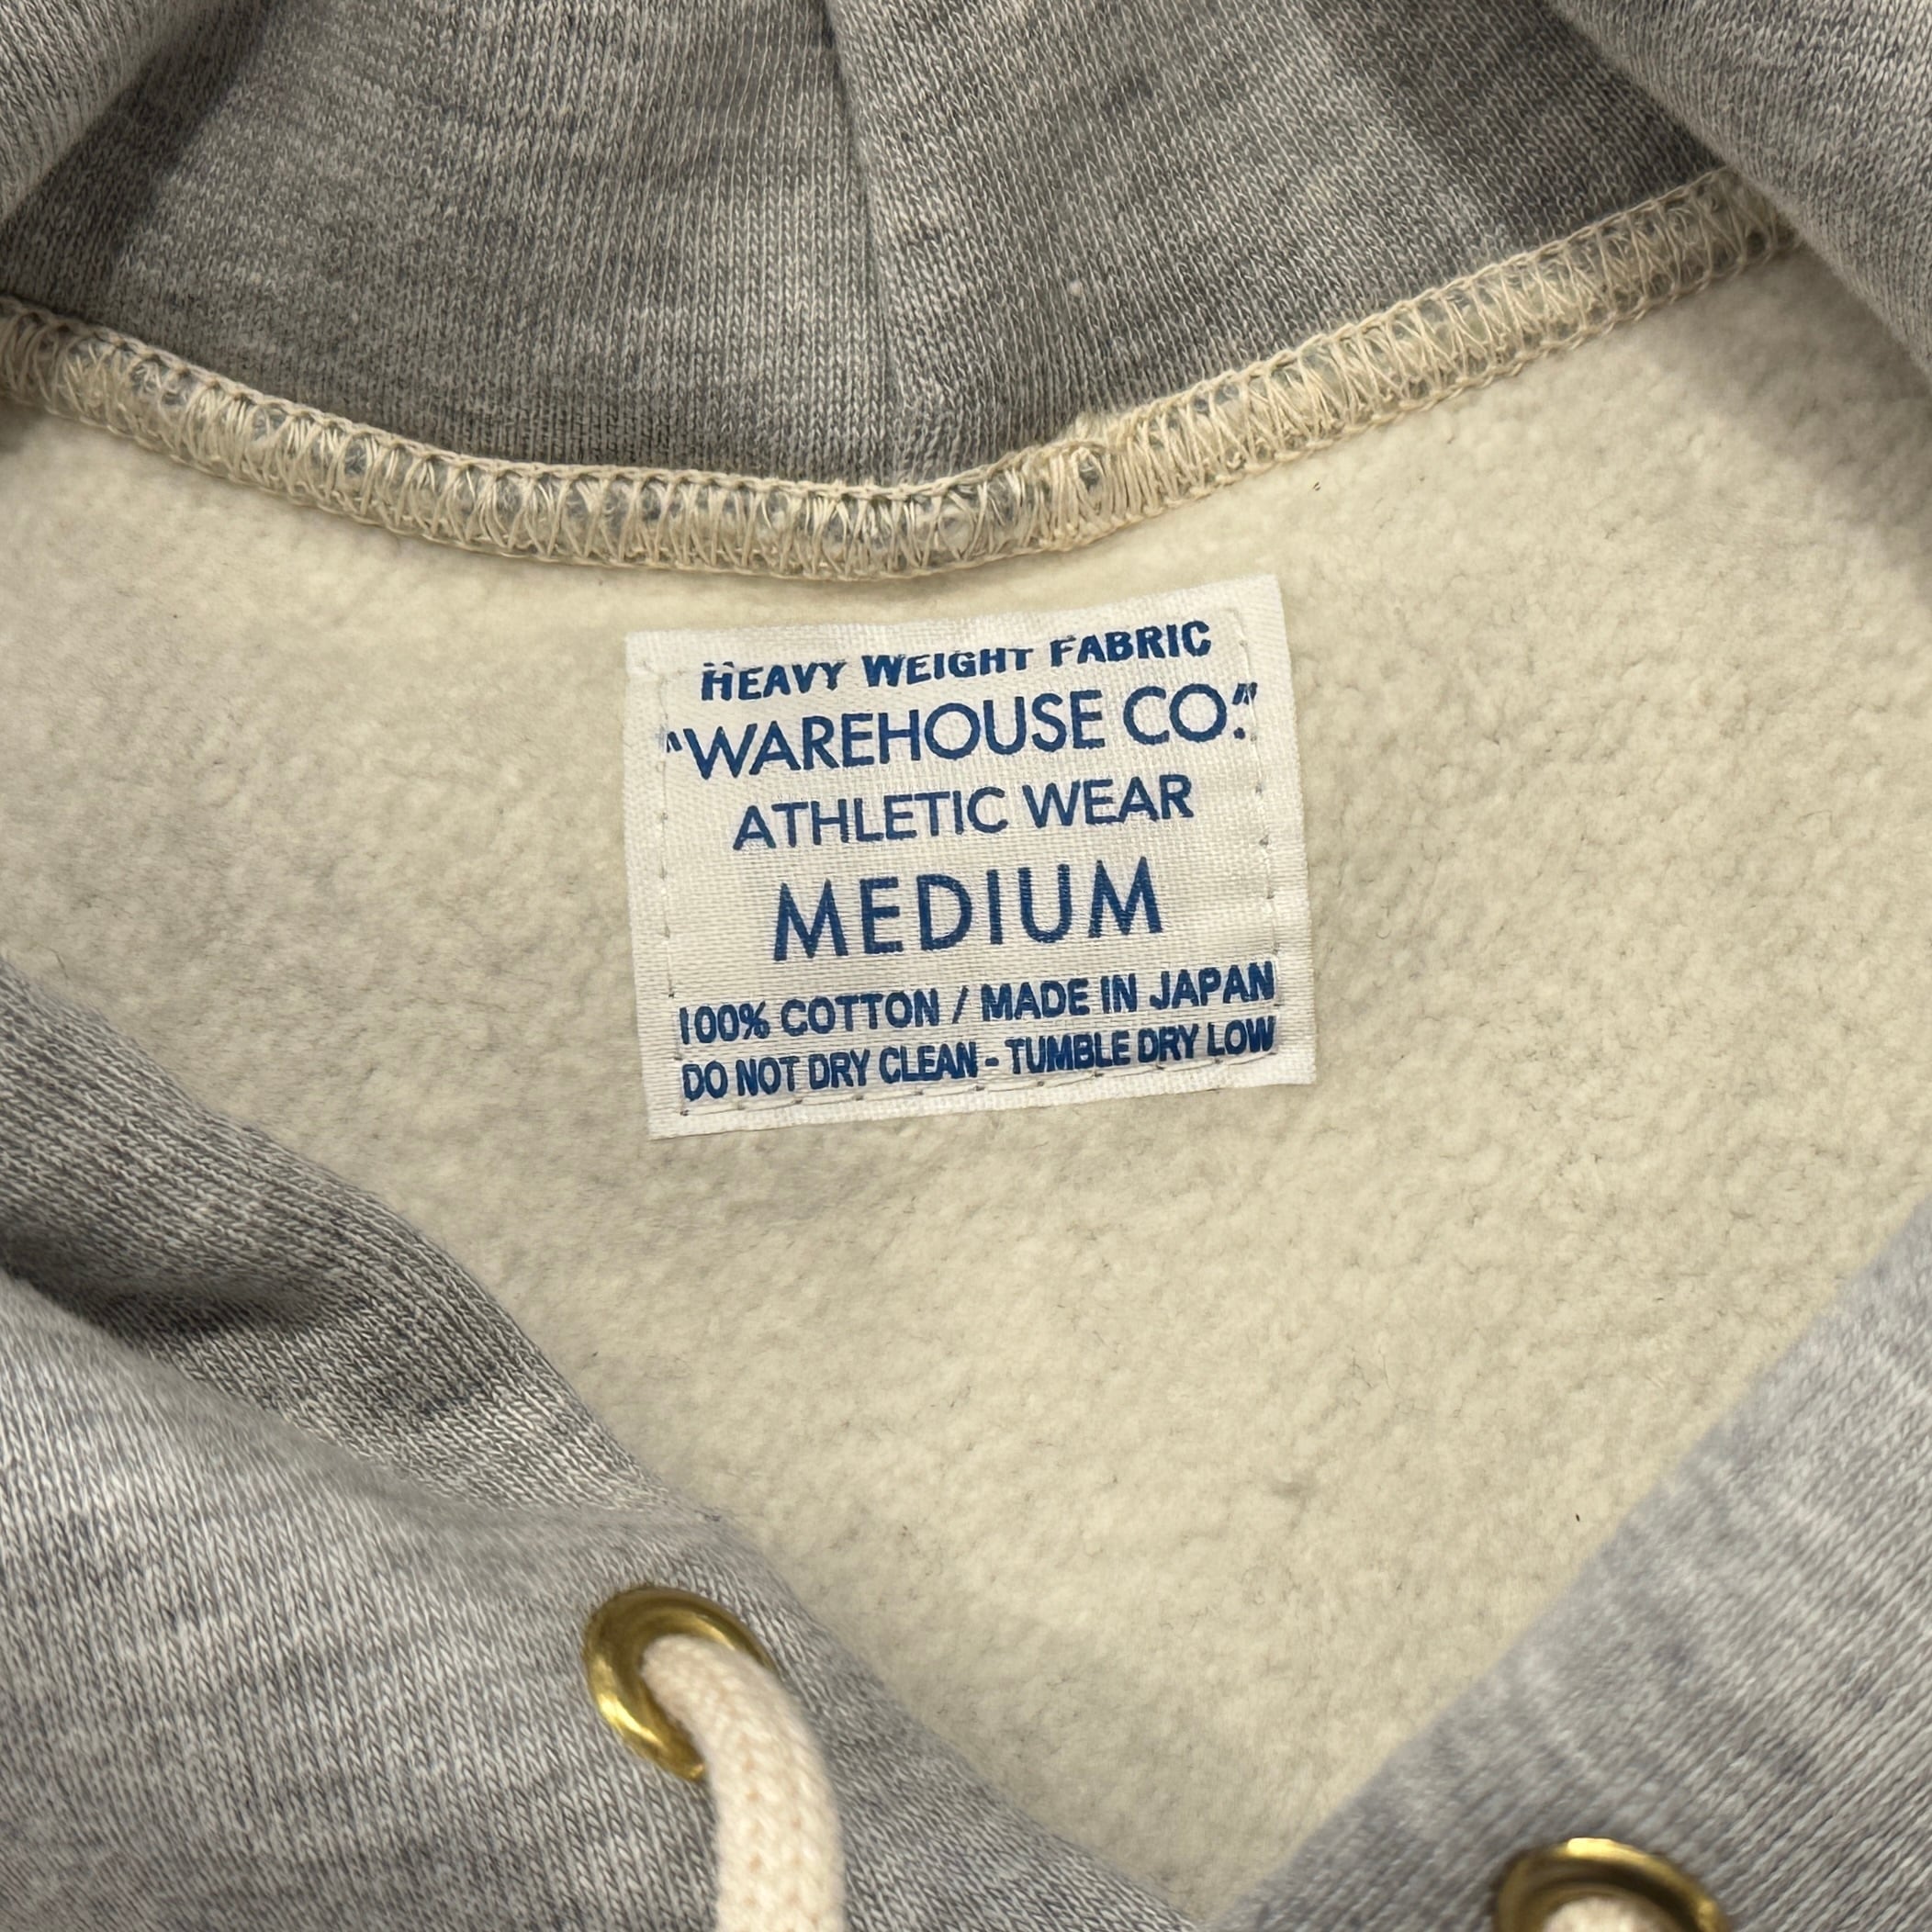 HEAVY WEIGHT FABRIC
"WAREHOUSE CO."
ATHLETIC WEAR
MEDIUM
100% COTTON / MADE IN JAPAN
DO NOT DRY CLEAN - TUMBLE DRY LOW